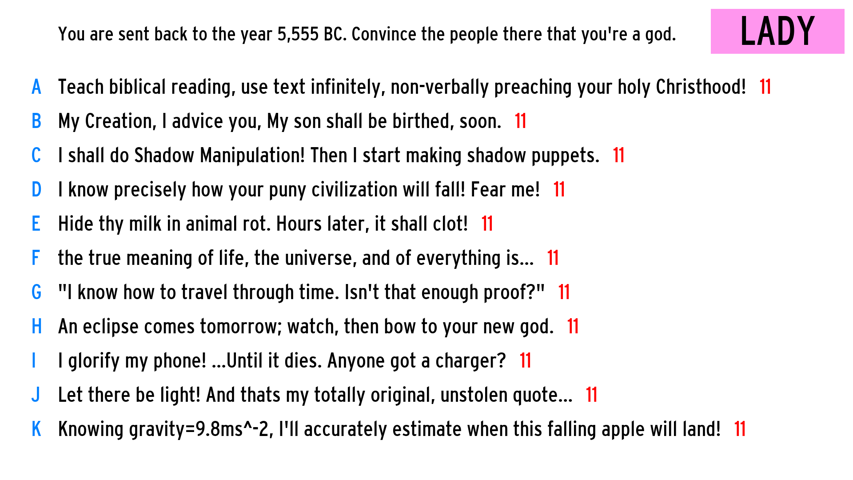 You are sent back to the year 5,555 BC. Convince the people there that you're a god.
LADY
A Teach biblical reading, use text infinitely, non-verbally preaching your holy Christhood! 11
B My Creation, I advice you, My son shall be birthed, soon. 11
C I shall do Shadow Manipulation! Then I start making shadow puppets. 11
D I know precisely how your puny civilization will fall! Fear me! 11
E Hide thy milk in animal rot. Hours later, it shall clot! 11
F the true meaning of life, the universe, and of everything is... 11
G "I know how to travel through time. Isn't that enough proof?" 11
H An eclipse comes tomorrow; watch, then bow to your new god. 11
I I glorify my phone! ...Until it dies. Anyone got a charger? 11
J Let there be light! And thats my totally original, unstolen quote... 11
K Knowing gravity=9.8ms^-2, I'll accurately estimate when this falling apple will land! 11